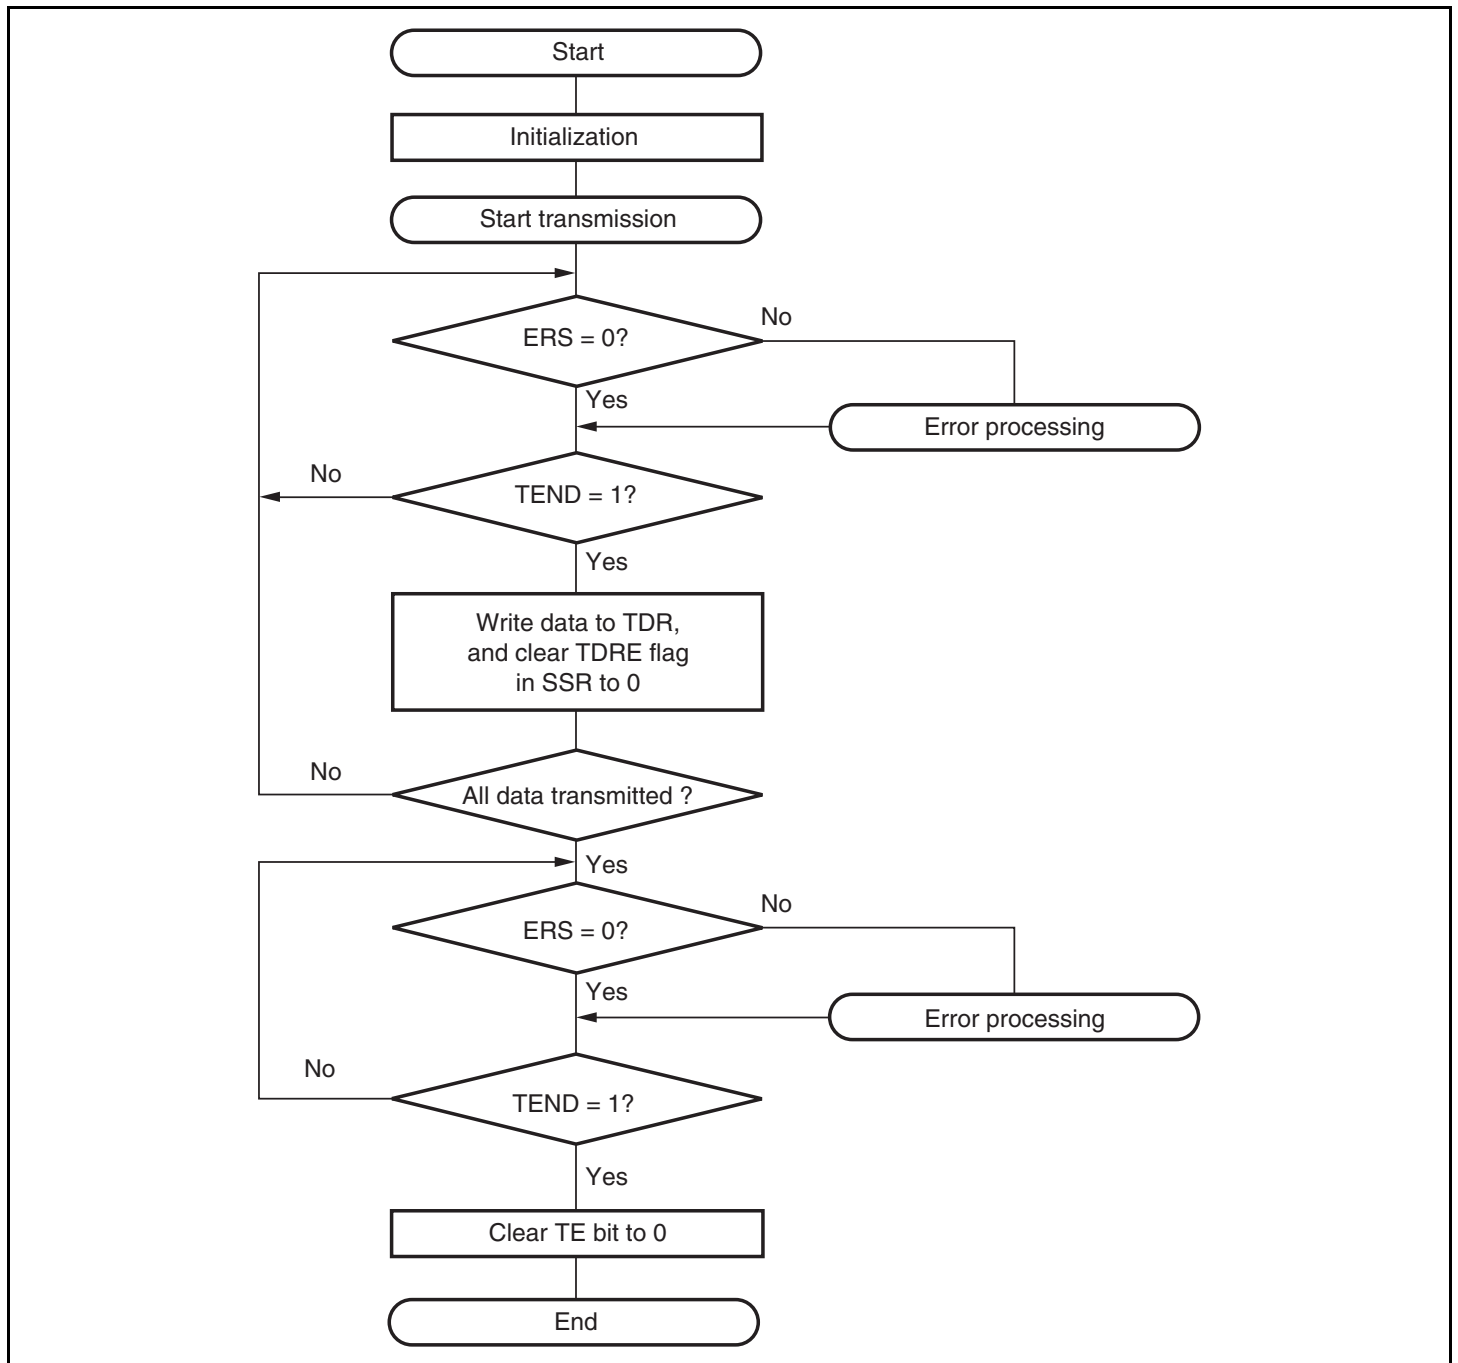 Start
Initialization
Start transmission
ERS = 0?
No
Yes
Error processing
No
TEND = 1?
Yes
Write data to TDR,
and clear TDRE flag
in SSR to 0
No
All data transmitted ?
Yes
No
ERS = 0?
Yes
Error processing
No
TEND = 1?
Yes
Clear TE bit to 0
End